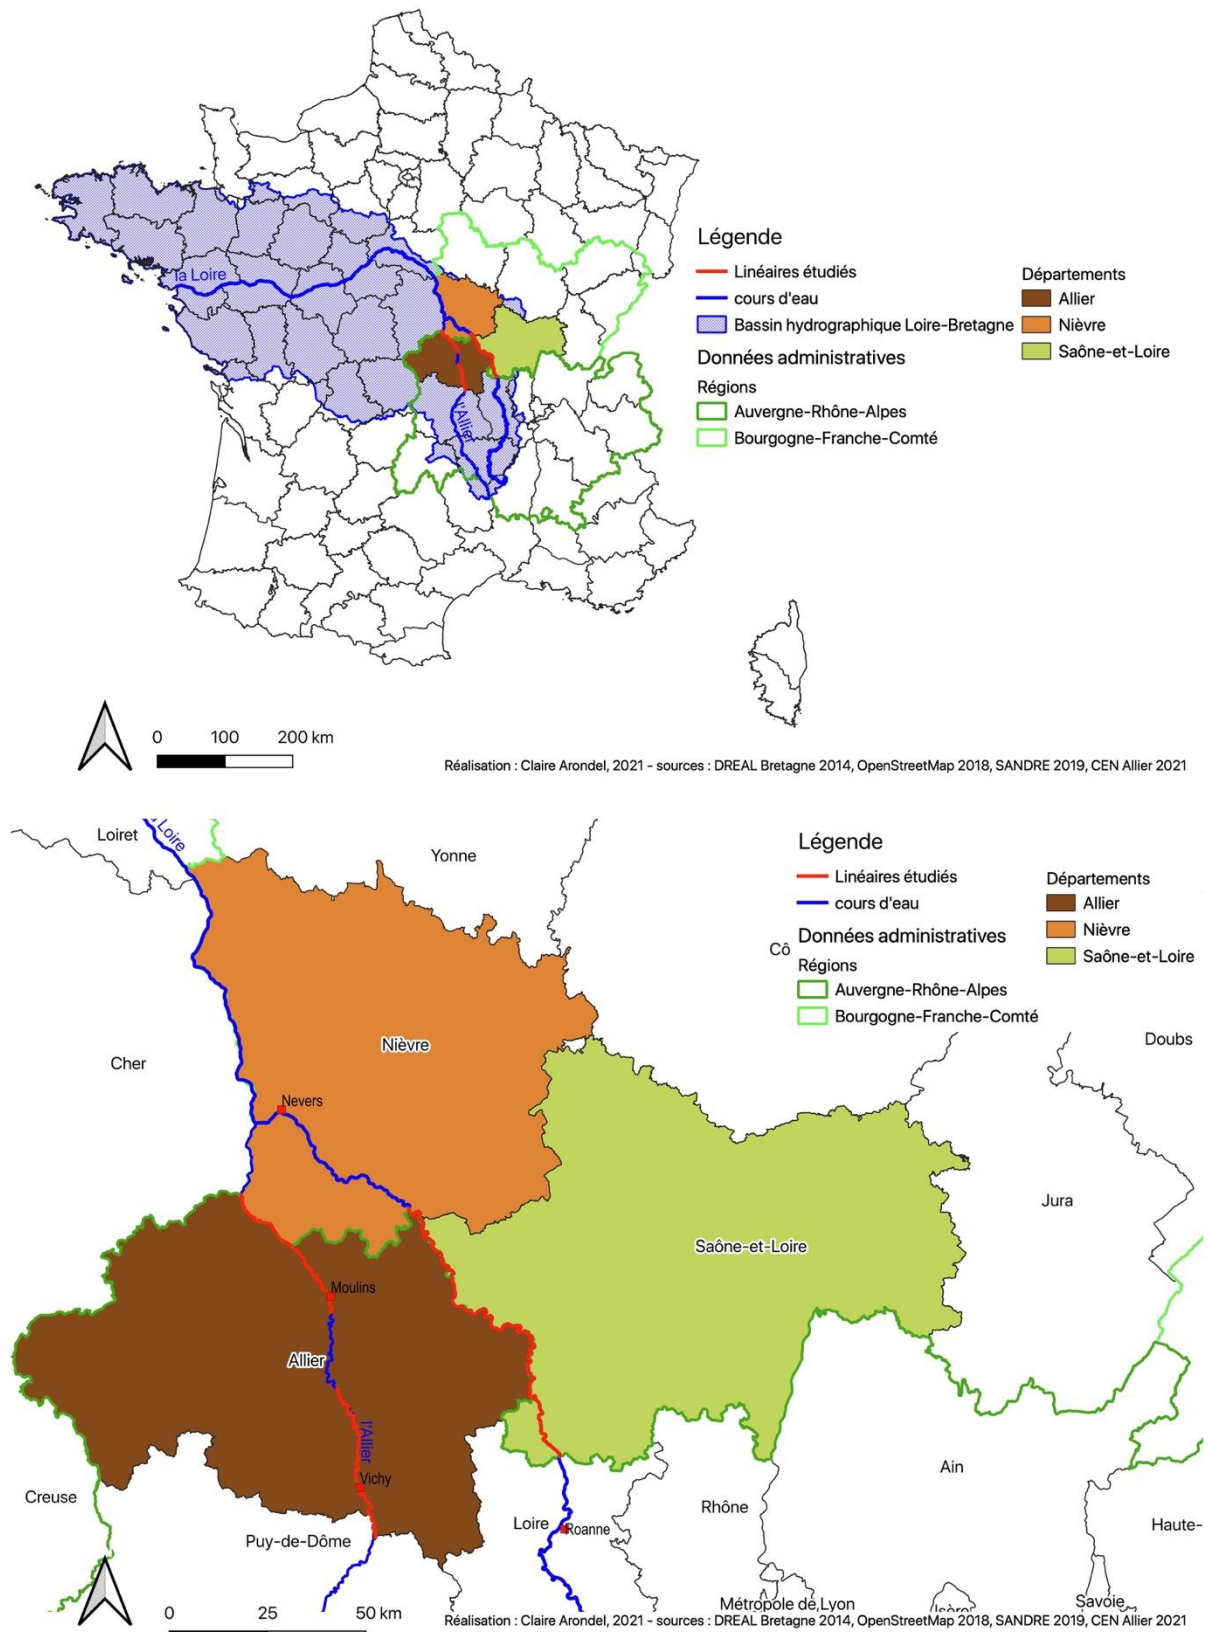 la Loire
l'Allier
Légende
Linéaires étudiés
cours d'eau
Bassin hydrographique Loire-Bretagne
Données administratives
Régions
Auvergne-Rhône-Alpes
Bourgogne-Franche-Comté
Départements
Allier
Nièvre
Saône-et-Loire
0 100 200 km
Réalisation : Claire Arondel, 2021 - sources : DREAL Bretagne 2014, OpenStreetMap 2018, SANDRE 2019, CEN Allier 2021
Loiret
Loire
Yonne
Légende
Linéaires étudiés
cours d'eau
Cô
Données administratives
Régions
Auvergne-Rhône-Alpes
Bourgogne-Franche-Comté
Départements
Allier
Nièvre
Saône-et-Loire
Doubs
Cher
Nièvre
Nevers
Jura
Saône-et-Loire
Moulins
Allier
l'Allier
Vichy
Ain
Creuse
Rhône
Loire
Roanne
Haute-
Puy-de-Dôme
Métropole de Lyon
Isère
Savoie
0 25 50 km
Réalisation : Claire Arondel, 2021 - sources : DREAL Bretagne 2014, OpenStreetMap 2018, SANDRE 2019, CEN Allier 2021